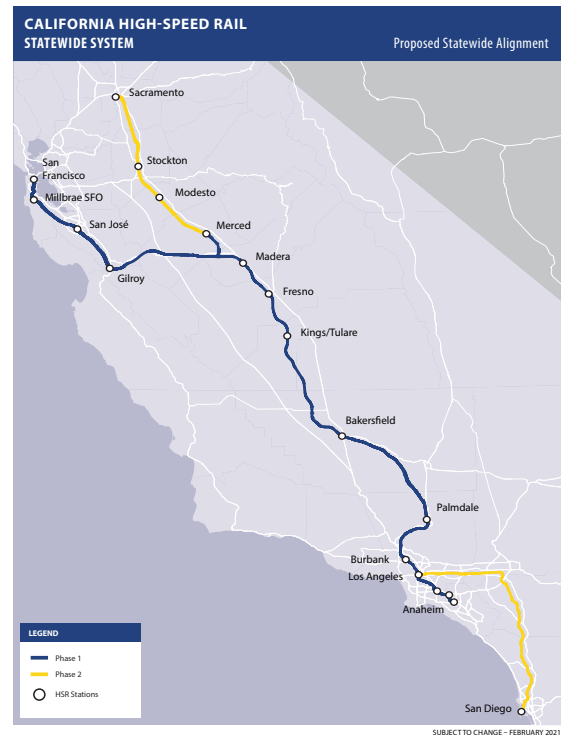 CALIFORNIA HIGH-SPEED RAIL
STATEWIDE SYSTEM
Proposed Statewide Alignment
Sacramento
Stockton
San
Francisco
Modesto
Millbrae SFO
San José
Merced
Madera
Gilroy
Fresno
Kings/Tulare
Bakersfield
Palmdale
Burbank
Los Angeles
Anaheim
LEGEND
Phase 1
Phase 2
HSR Stations
San Diego
SUBJECT TO CHANGE – FEBRUARY 2021